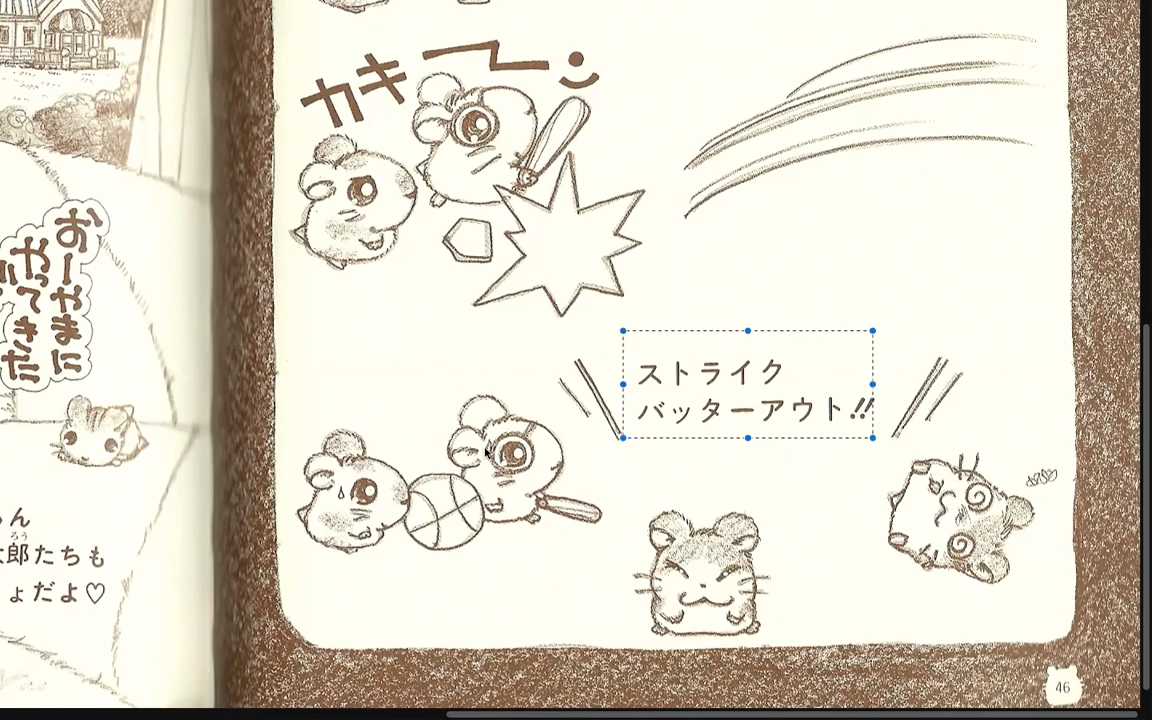 カキーン
ストライク
バッターアウト!!
おーやまに
やってきた
ん
郎たちも
ょだよ♡
46